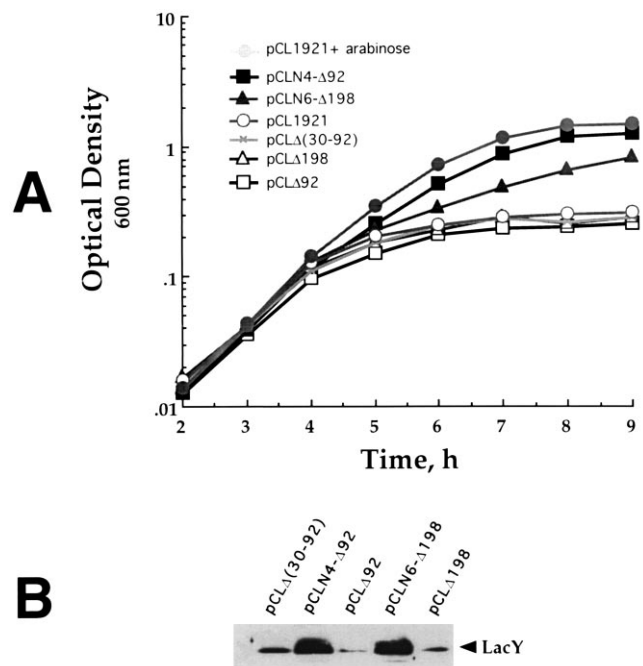 A
10
1
.1
.01
Optical Density
600 nm
pCL1921+ arabinose
pCLN4-Δ92
pCLN6-Δ198
pCL1921
pCLΔ(30-92)
pCLΔ198
pCLΔ92
2 3 4 5 6 7 8 9
Time, h
B
pCLΔ(30-92)
pCLN4-Δ92
pCLΔ92
pCLN6-Δ198
pCLΔ198
LacY